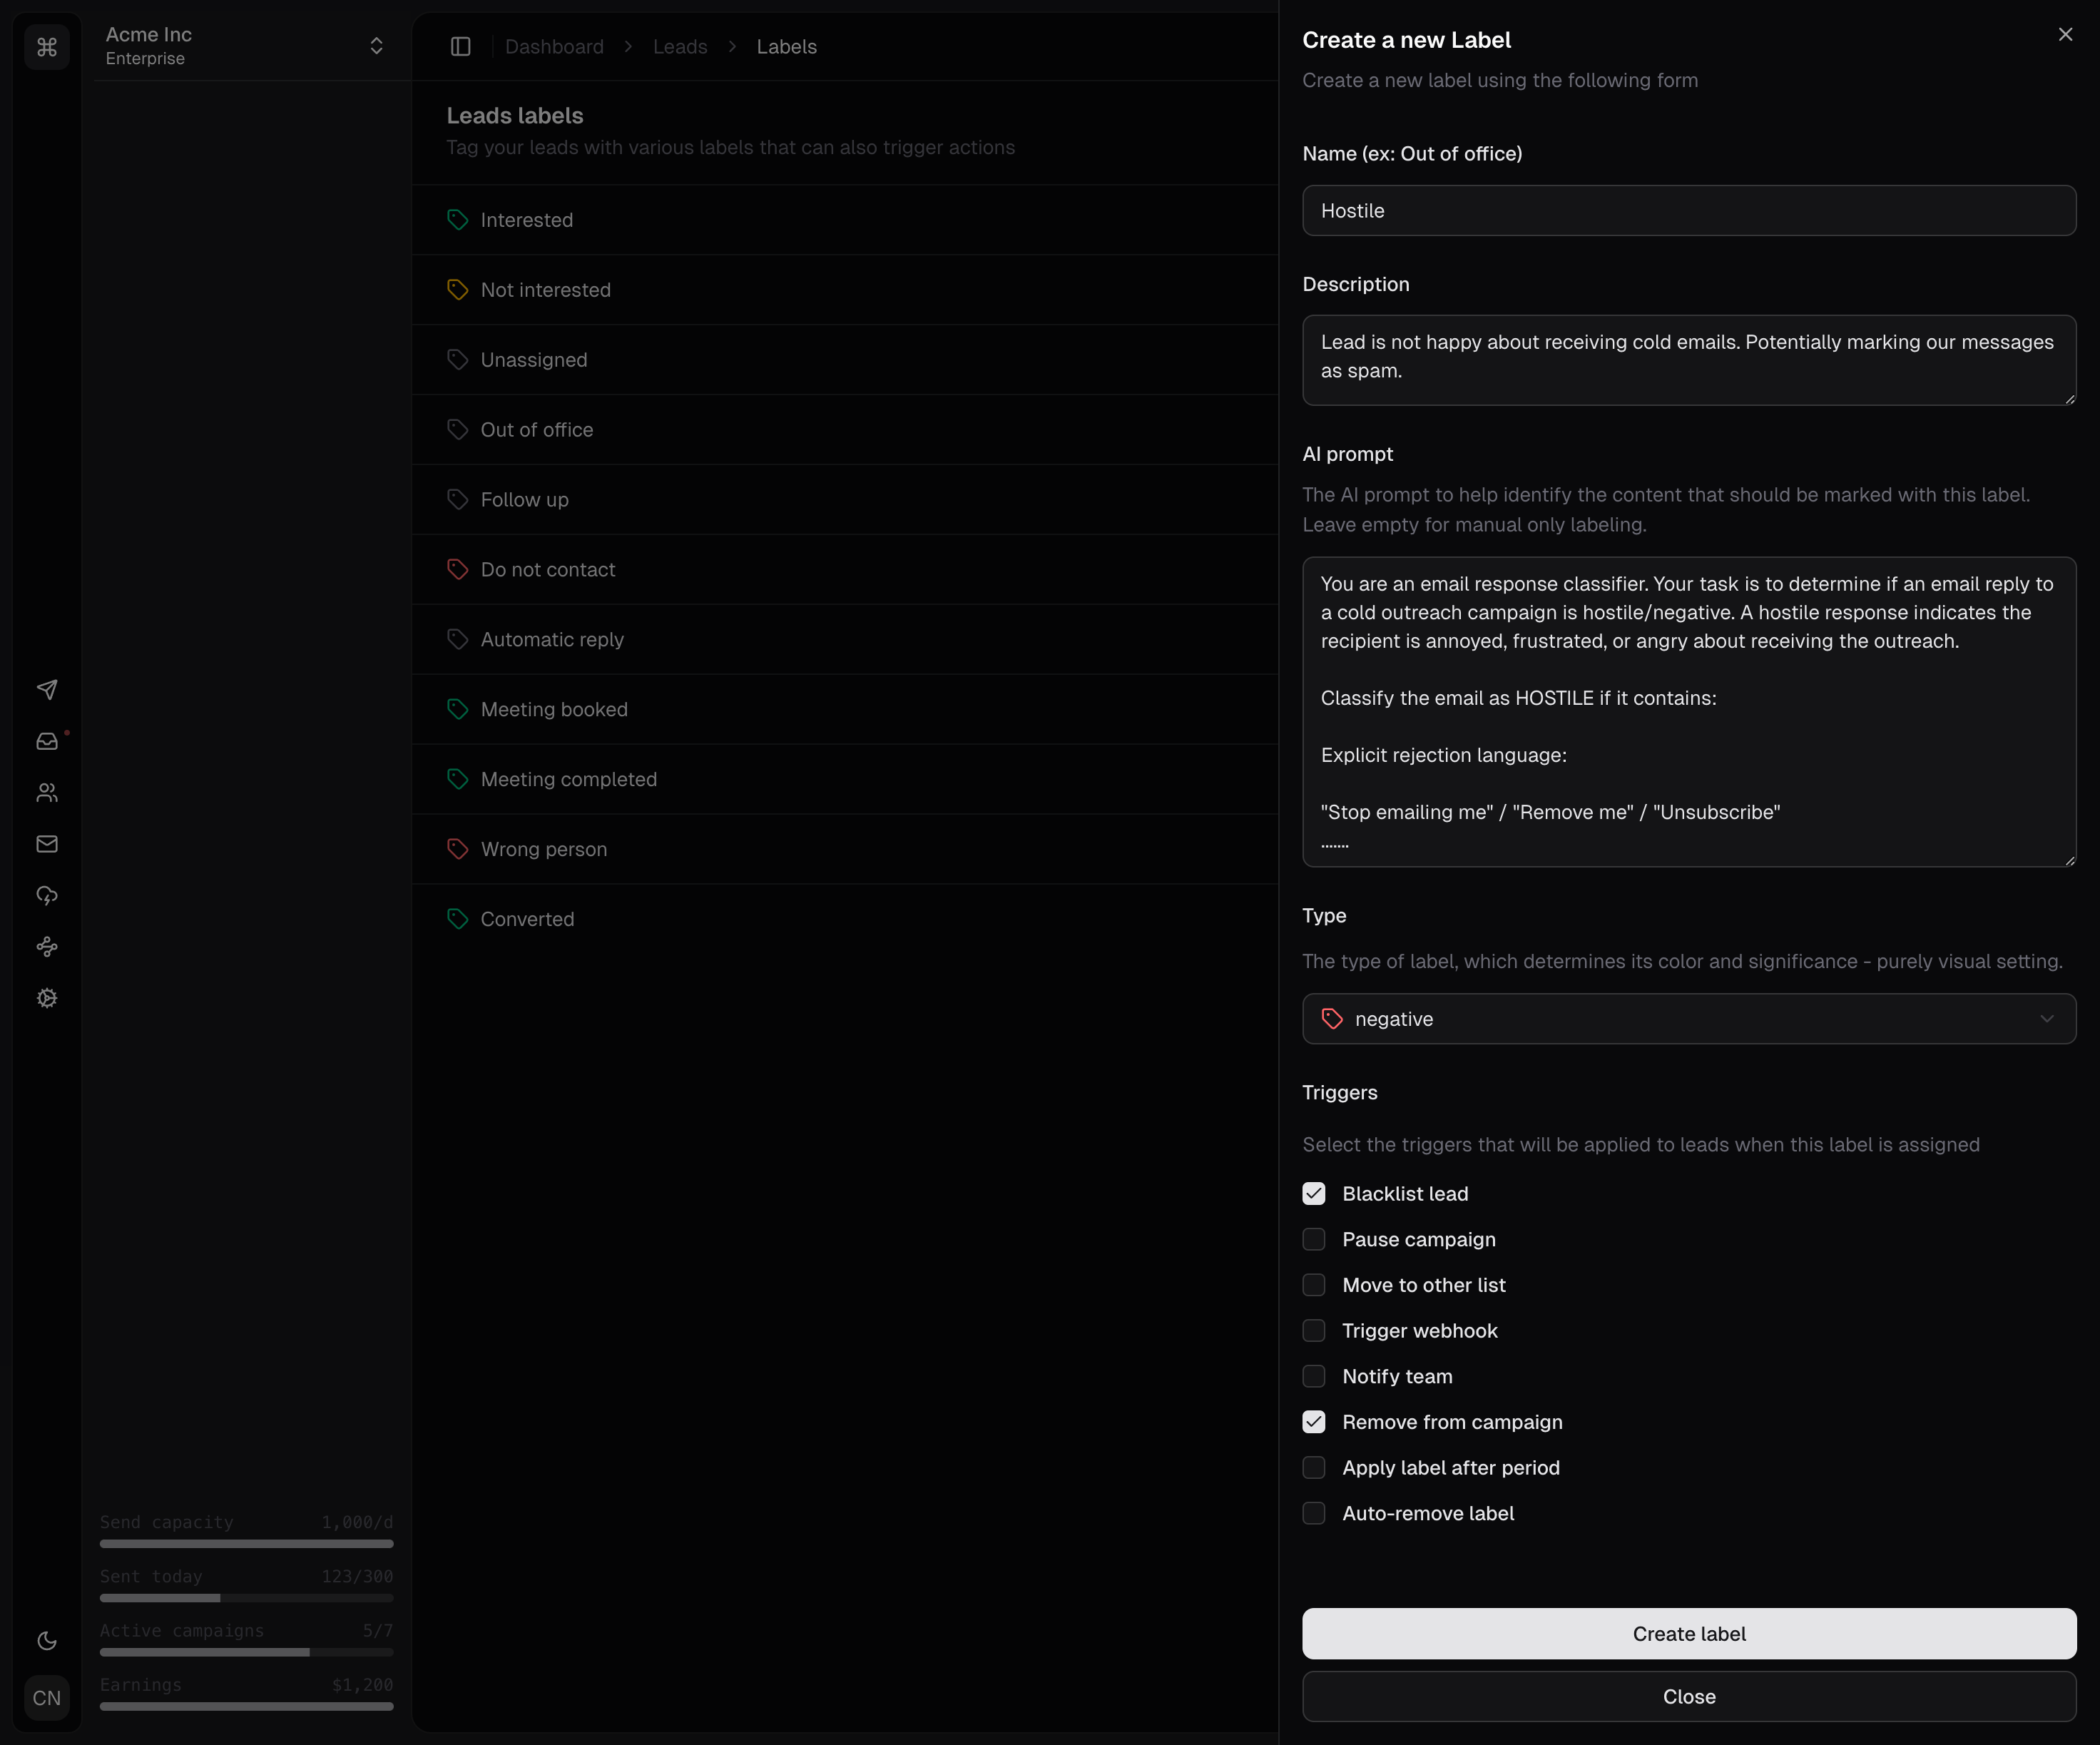 Acme Inc
Enterprise
Send capacity 1,000/d
Sent today 123/300
Active campaigns 5/7
Earnings $1,200
CN
Dashboard > Leads > Labels
Leads labels
Tag your leads with various labels that can also trigger actions
Interested
Not interested
Unassigned
Out of office
Follow up
Do not contact
Automatic reply
Meeting booked
Meeting completed
Wrong person
Converted
Create a new Label
Create a new label using the following form
Name (ex: Out of office)
Hostile
Description
Lead is not happy about receiving cold emails. Potentially marking our messages
as spam.
AI prompt
The AI prompt to help identify the content that should be marked with this label.
Leave empty for manual only labeling.
You are an email response classifier. Your task is to determine if an email reply to
a cold outreach campaign is hostile/negative. A hostile response indicates the
recipient is annoyed, frustrated, or angry about receiving the outreach.
Classify the email as HOSTILE if it contains:
Explicit rejection language:
"Stop emailing me" / "Remove me" / "Unsubscribe"
.......
Type
The type of label, which determines its color and significance - purely visual setting.
negative
Triggers
Select the triggers that will be applied to leads when this label is assigned
Blacklist lead
Pause campaign
Move to other list
Trigger webhook
Notify team
Remove from campaign
Apply label after period
Auto-remove label
Create label
Close